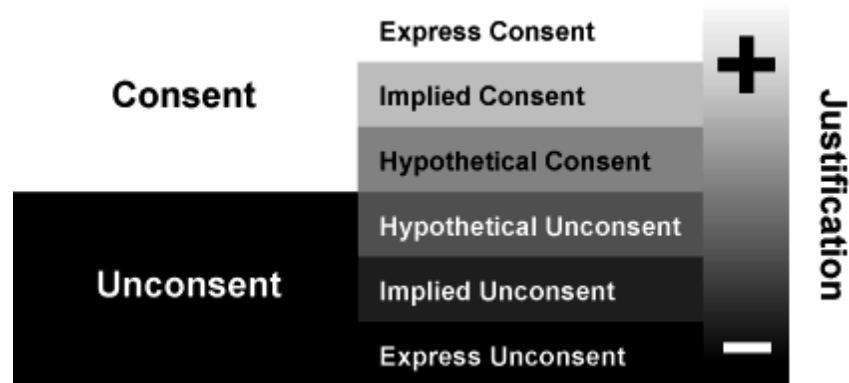 Consent
Express Consent
Implied Consent
Hypothetical Consent
Unconsent
Hypothetical Unconsent
Implied Unconsent
Express Unconsent
+
−
Justification